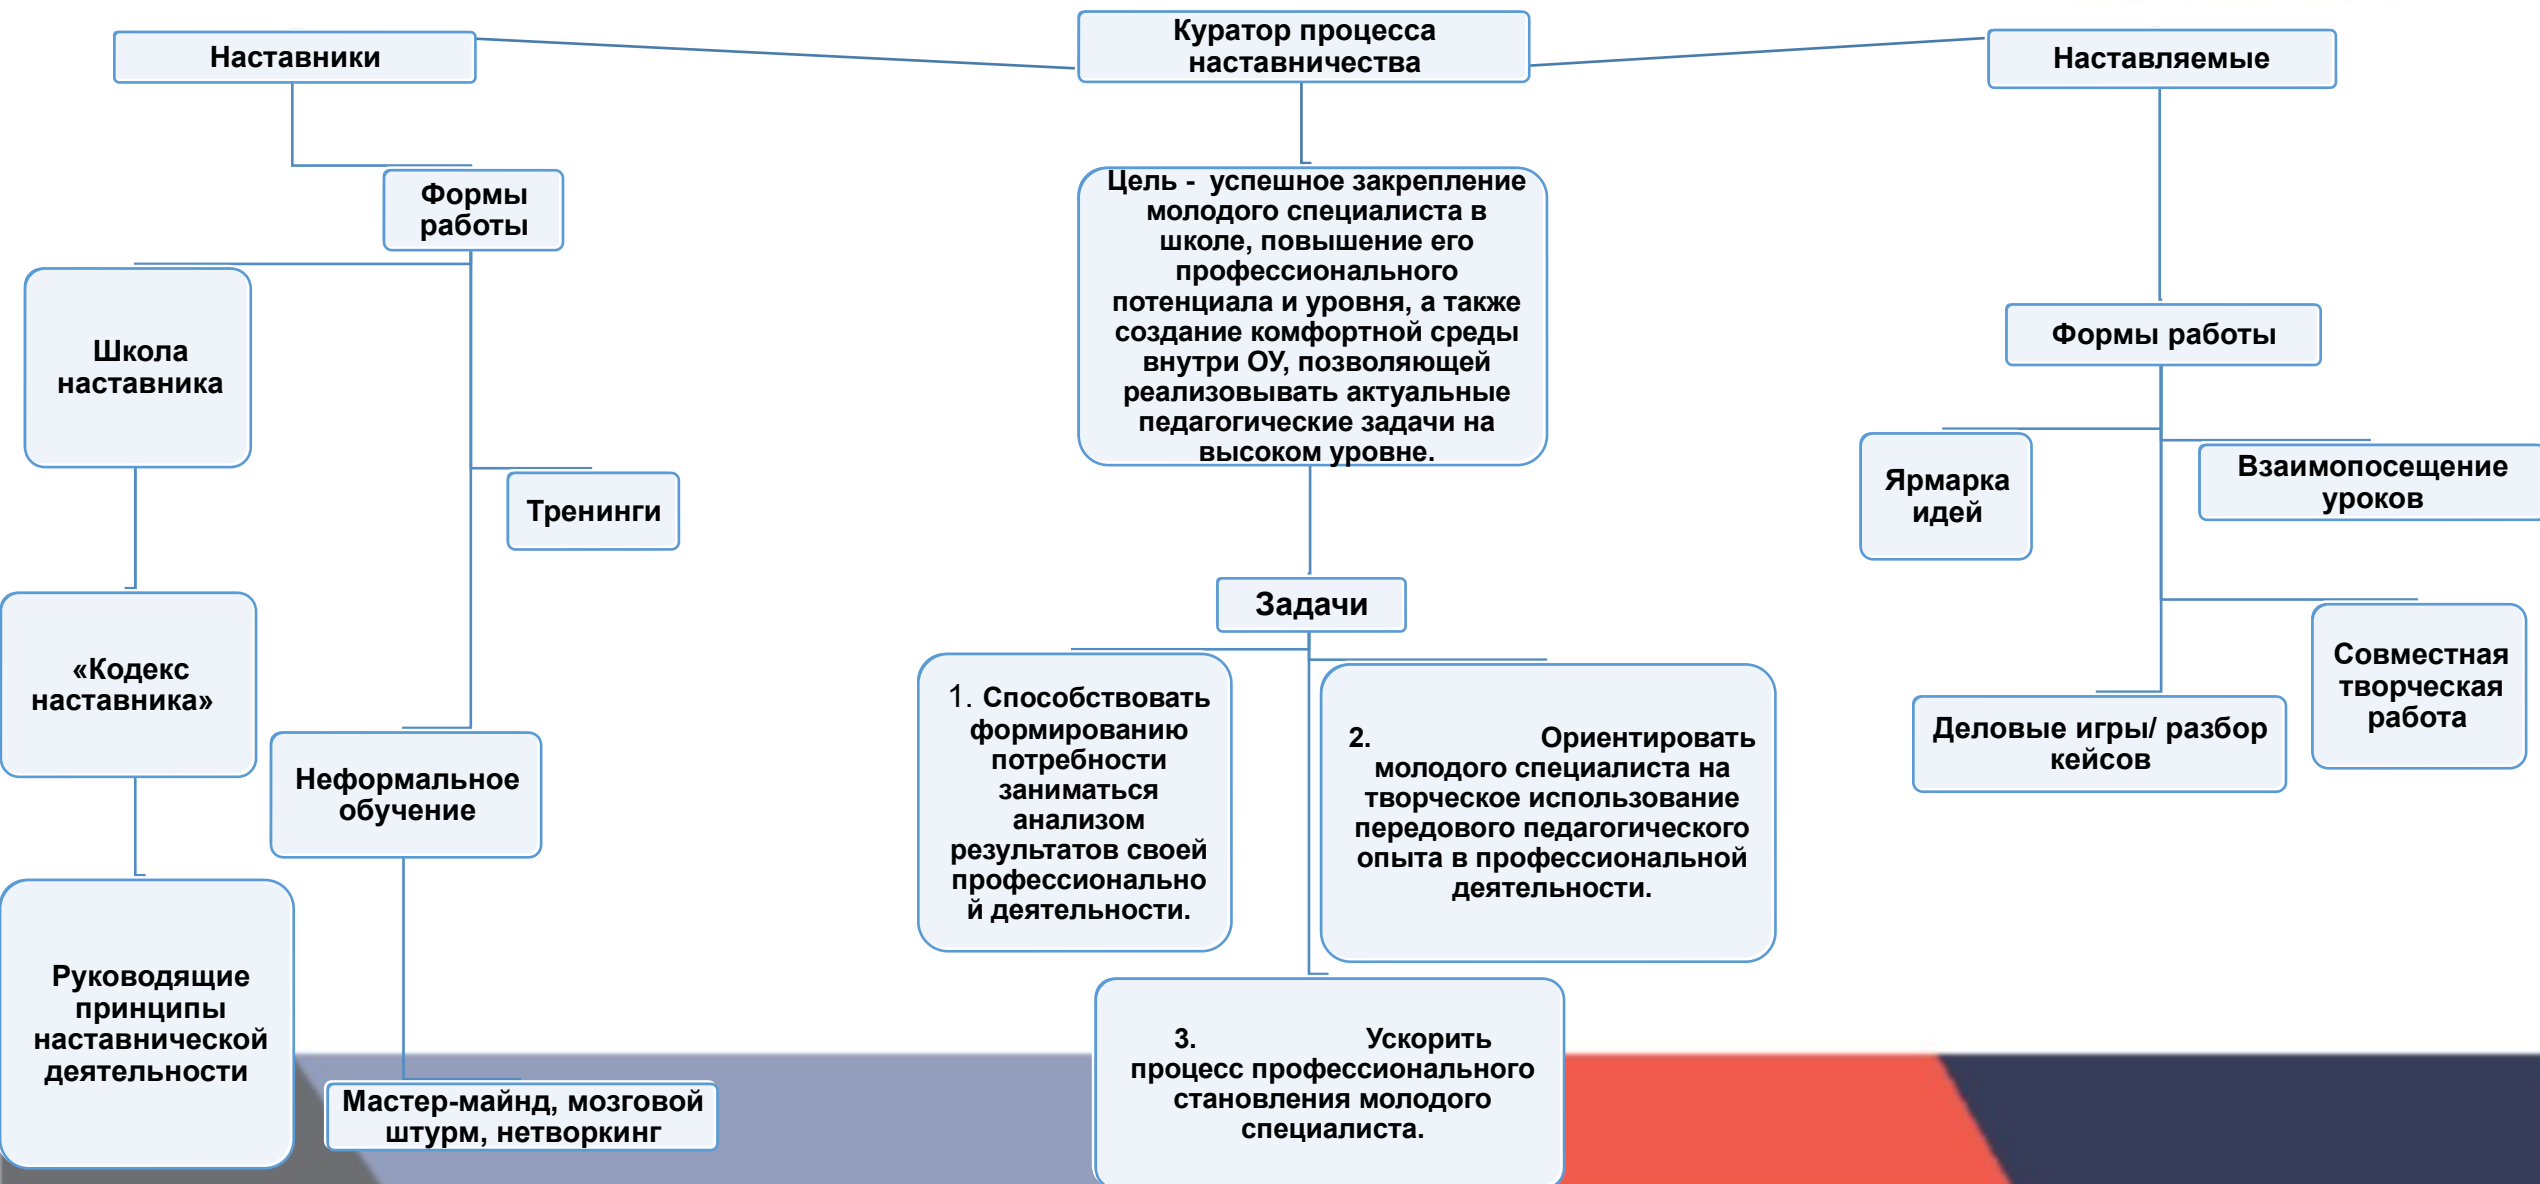 Наставники
Куратор процесса
наставничества
Наставляемые
Формы
работы
Школа
наставника
Тренинги
«Кодекс
наставника»
Неформальное
обучение
Руководящие
принципы
наставнической
деятельности
Мастер-майнд, мозговой
штурм, нетворкинг
Цель - успешное закрепление
молодого специалиста в
школе, повышение его
профессионального
потенциала и уровня, а также
создание комфортной среды
внутри ОУ, позволяющей
реализовывать актуальные
педагогические задачи на
высоком уровне.
Задачи
1. Способствовать
формированию
потребности
заниматься
анализом
результатов своей
профессионально
й деятельности.
2. Ориентировать
молодого специалиста на
творческое использование
передового педагогического
опыта в профессиональной
деятельности.
3. Ускорить
процесс профессионального
становления молодого
специалиста.
Формы работы
Ярмарка
идей
Взаимопосещение
уроков
Совместная
творческая
работа
Деловые игры/ разбор
кейсов